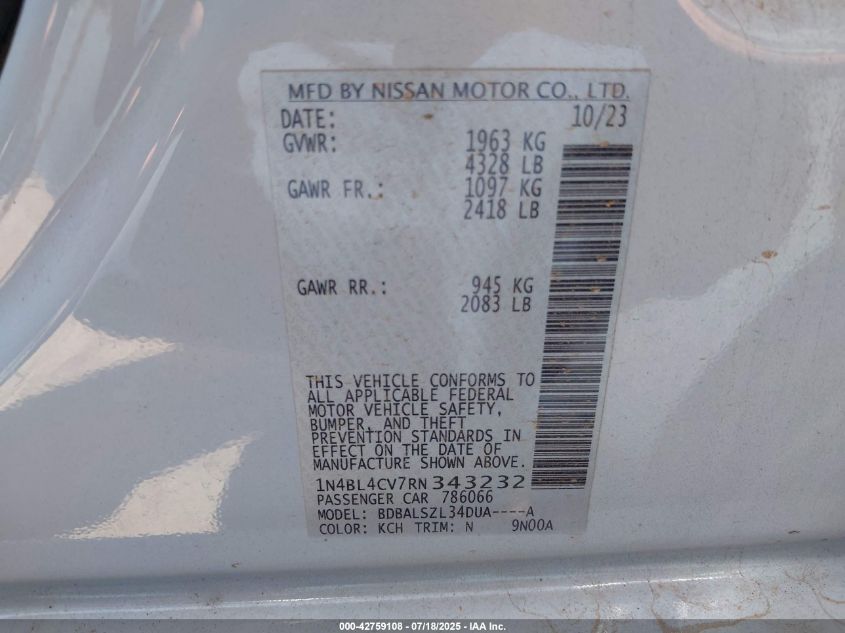 MFD BY NISSAN MOTOR CO., LTD.
DATE: 10/23
GVWR: 1963 KG
4328 LB
GAWR FR.: 1097 KG
2418 LB
GAWR RR.: 945 KG
2083 LB
THIS VEHICLE CONFORMS TO
ALL APPLICABLE FEDERAL
MOTOR VEHICLE SAFETY,
BUMPER, AND THEFT
PREVENTION STANDARDS IN
EFFECT ON THE DATE OF
MANUFACTURE SHOWN ABOVE.
1N4BL4CV7RN343232
PASSENGER CAR 786066
MODEL: BDBALSZL34DUA----A
COLOR: KCH TRIM: N 9N00A
000-42759108 - 07/18/2025 - IAA Inc.